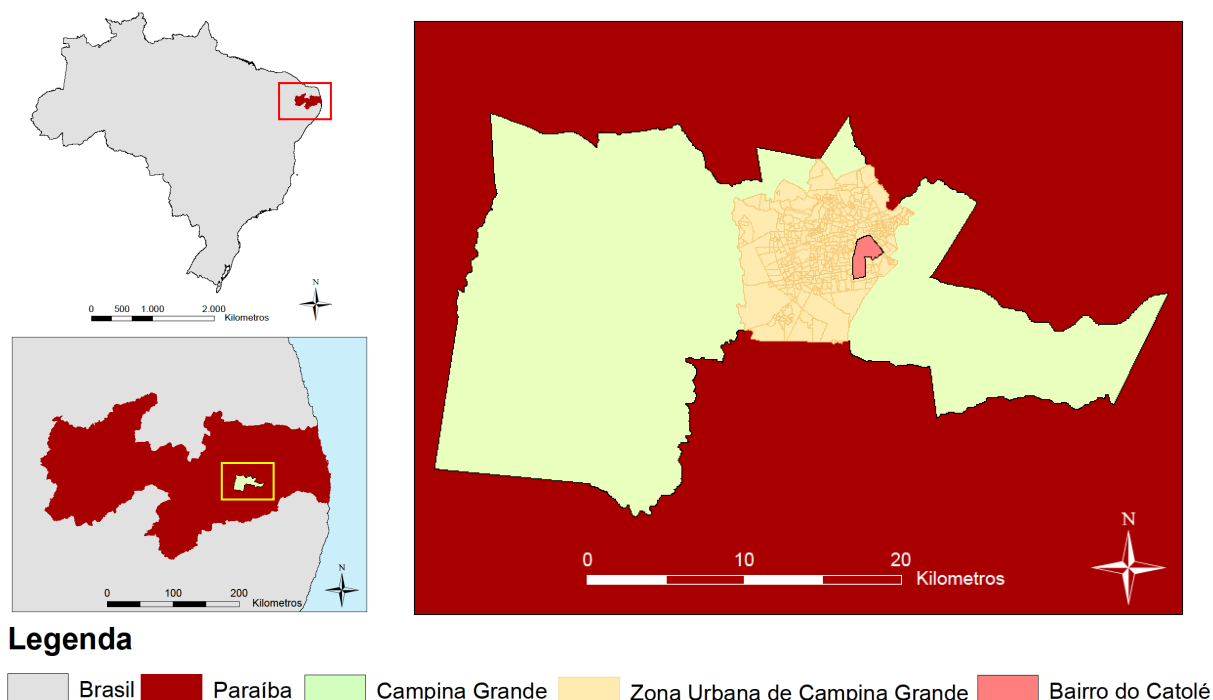 N
0 500 1.000 2.000
Kilometros
N
0 100 200
Kilometros
N
0 10 20
Kilometros
Legenda
Brasil Paraíba Campina Grande Zona Urbana de Campina Grande Bairro do Catolé